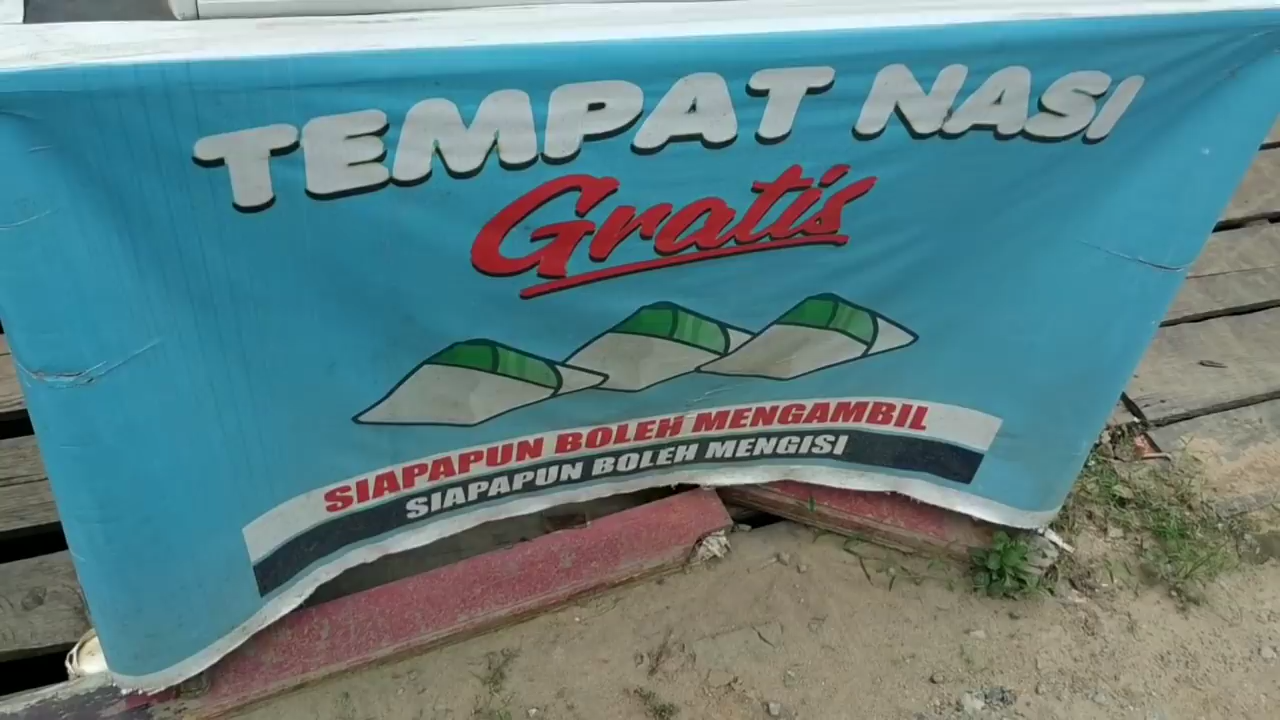 TEMPAT NASI
Gratis
SIAPAPUN BOLEH MENGAMBIL
SIAPAPUN BOLEH MENGISI